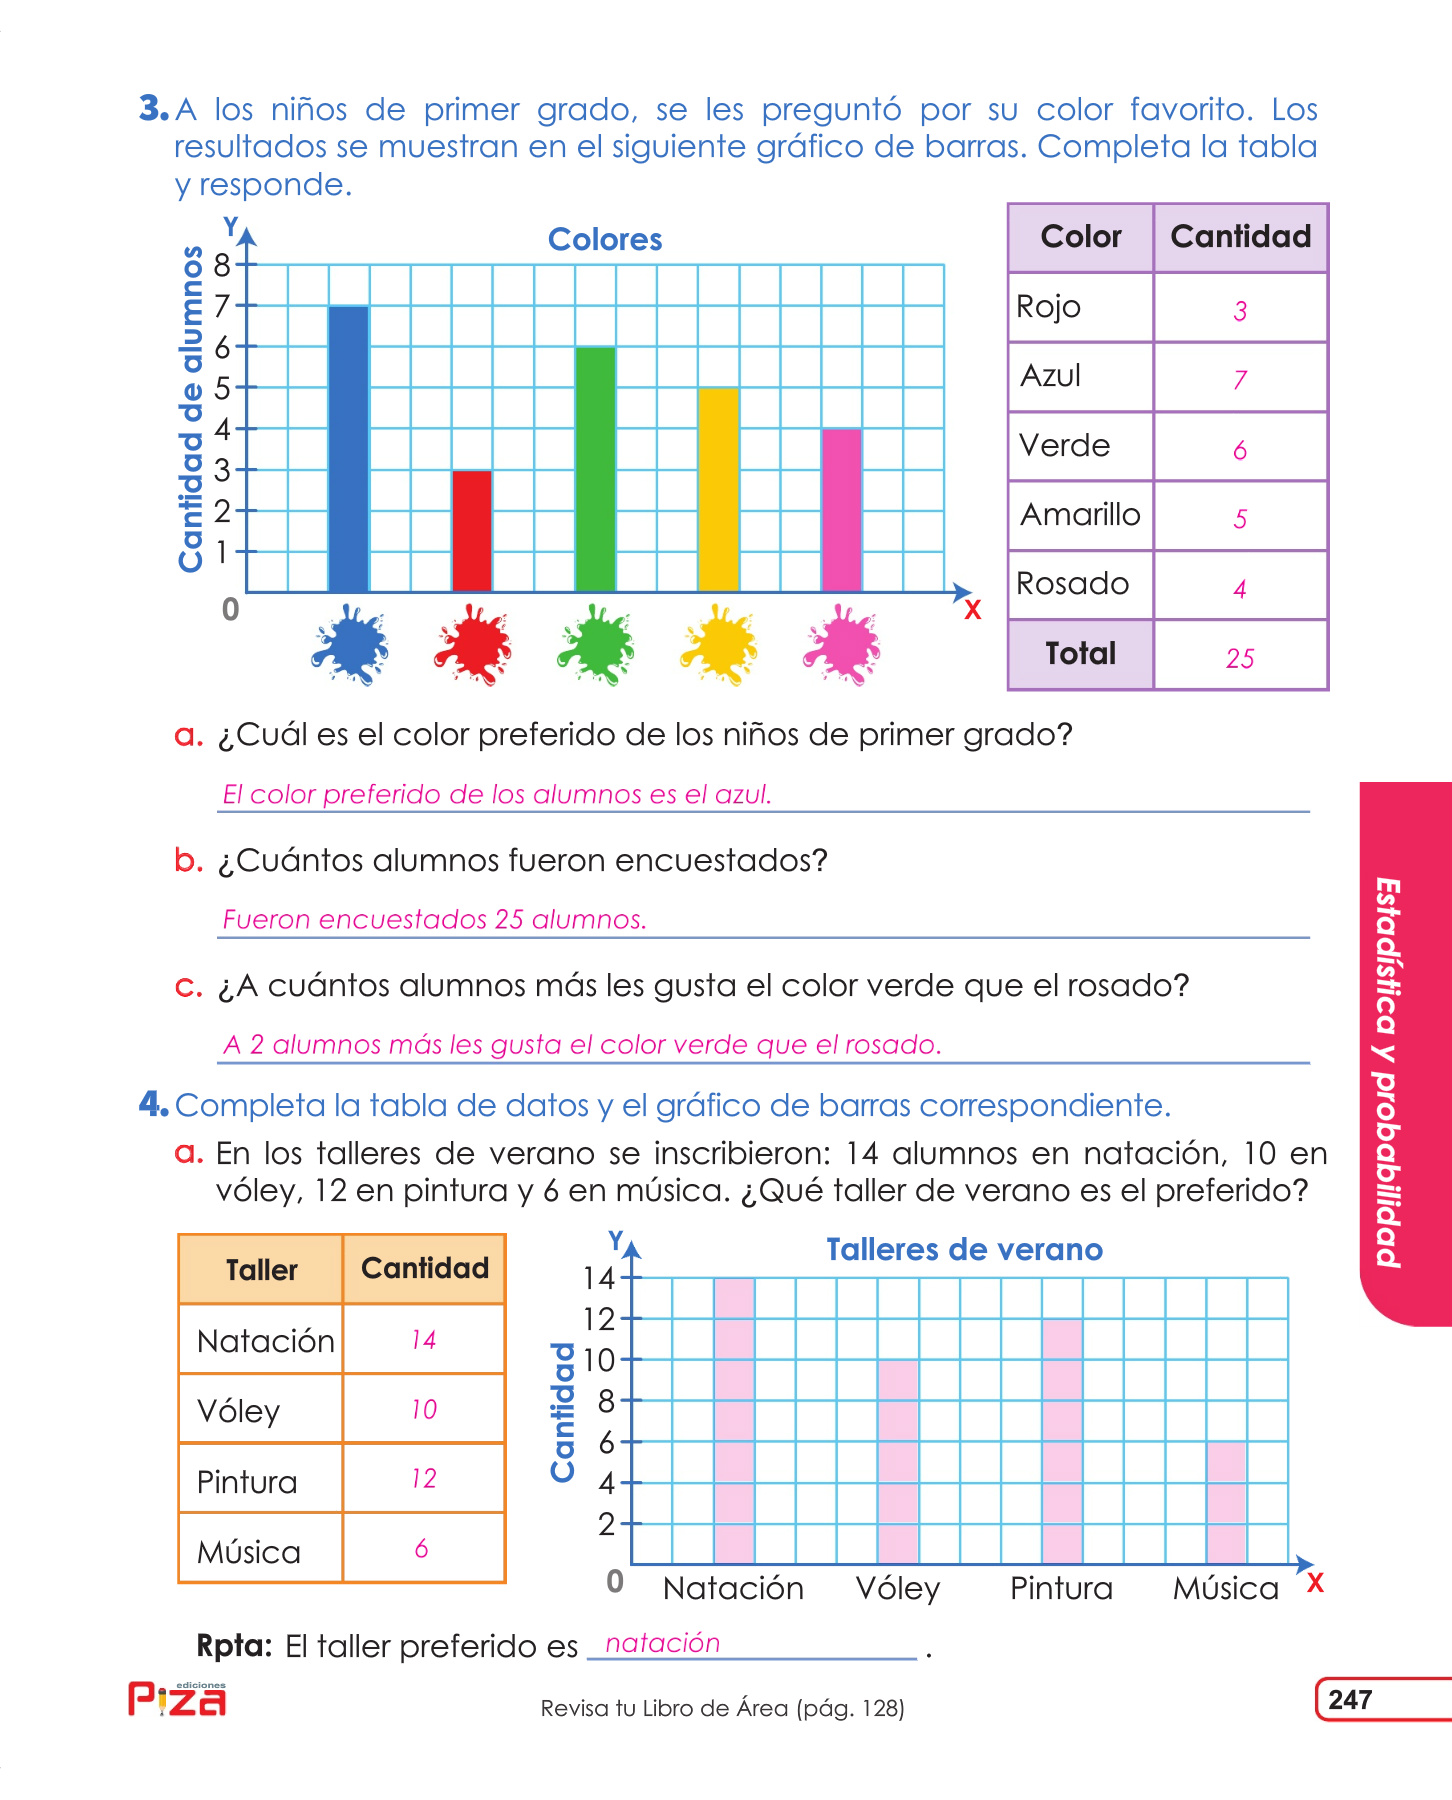 3. A los niños de primer grado, se les preguntó por su color favorito. Los
resultados se muestran en el siguiente gráfico de barras. Completa la tabla
y responde.
Y
Colores
Cantidad de alumnos
8
7
6
5
4
3
2
1
0
X
Color Cantidad
Rojo 3
Azul 7
Verde 6
Amarillo 5
Rosado 4
Total 25
a. ¿Cuál es el color preferido de los niños de primer grado?
El color preferido de los alumnos es el azul.
b. ¿Cuántos alumnos fueron encuestados?
Fueron encuestados 25 alumnos.
c. ¿A cuántos alumnos más les gusta el color verde que el rosado?
A 2 alumnos más les gusta el color verde que el rosado.
4. Completa la tabla de datos y el gráfico de barras correspondiente.
a. En los talleres de verano se inscribieron: 14 alumnos en natación, 10 en
vóley, 12 en pintura y 6 en música. ¿Qué taller de verano es el preferido?
Taller Cantidad
Natación 14
Vóley 10
Pintura 12
Música 6
Y
Talleres de verano
Cantidad
14
12
10
8
6
4
2
0
Natación Vóley Pintura Música X
Rpta: El taller preferido es natación .
Estadística y probabilidad
ediciones
Piza
Revisa tu Libro de Área (pág. 128)
247